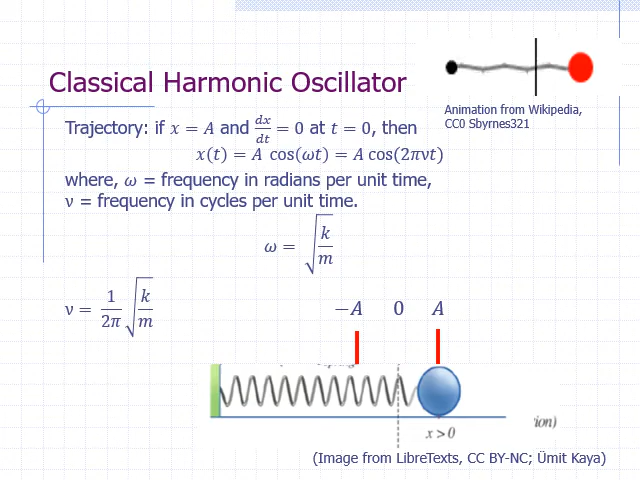 Classical Harmonic Oscillator
Animation from Wikipedia,
CC0 Sbyrnes321
Trajectory: if 𝑥 = 𝐴 and 𝑑𝑥/𝑑𝑡 = 0 at 𝑡 = 0, then
𝑥(𝑡) = 𝐴 cos(𝜔𝑡) = 𝐴 cos(2𝜋ν𝑡)
where, 𝜔 = frequency in radians per unit time,
ν = frequency in cycles per unit time.
𝜔 = √(𝑘/𝑚)
ν = 1/2𝜋 √(𝑘/𝑚)
−𝐴 0 𝐴
x > 0
ion)
(Image from LibreTexts, CC BY-NC; Ümit Kaya)